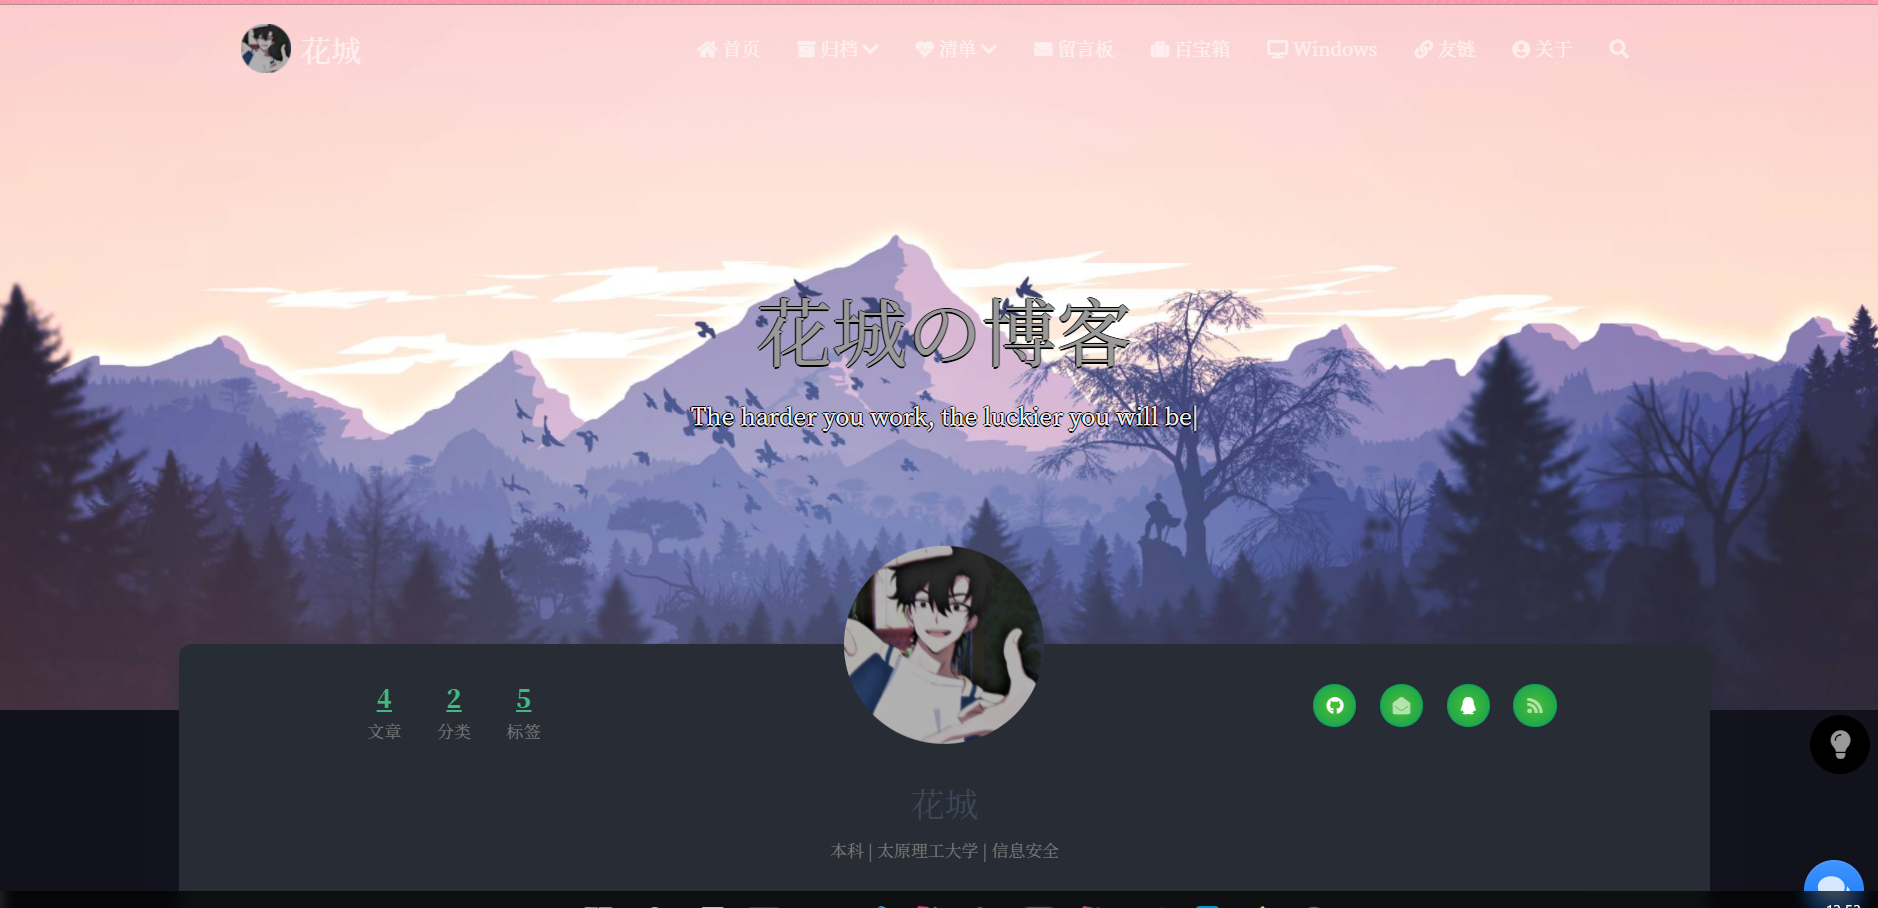 花城
首页 归档 清单 留言板 百宝箱 Windows 友链 关于
花城の博客
The harder you work, the luckier you will be|
4 2 5
文章 分类 标签
花城
本科 | 太原理工大学 | 信息安全